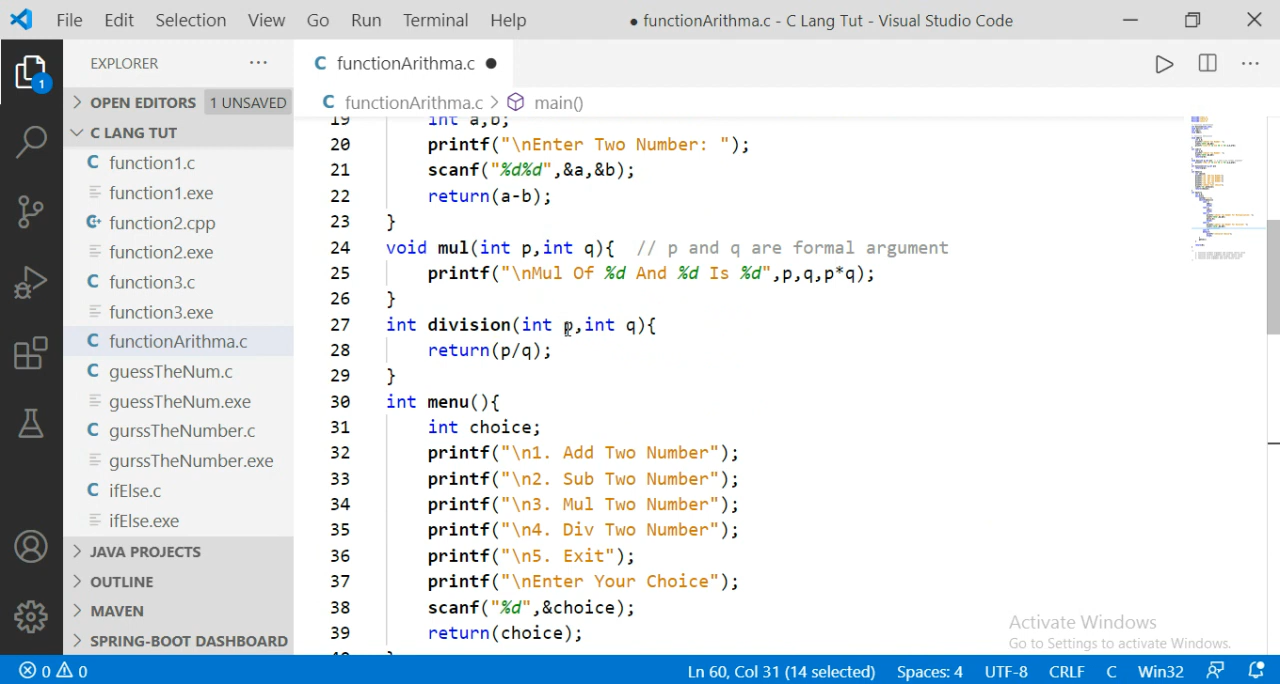 File Edit Selection View Go Run Terminal Help ● functionArithma.c - C Lang Tut - Visual Studio Code
EXPLORER ···
1
OPEN EDITORS 1 UNSAVED
C LANG TUT
C function1.c
function1.exe
function2.cpp
function2.exe
C function3.c
function3.exe
C functionArithma.c
C guessTheNum.c
guessTheNum.exe
C gurssTheNumber.c
gurssTheNumber.exe
C ifElse.c
ifElse.exe
JAVA PROJECTS
OUTLINE
MAVEN
SPRING-BOOT DASHBOARD
C functionArithma.c ●
C functionArithma.c > main()
19 int a,b;
20 printf("\nEnter Two Number: ");
21 scanf("%d%d",&a,&b);
22 return(a-b);
23 }
24 void mul(int p,int q){ // p and q are formal argument
25 printf("\nMul Of %d And %d Is %d",p,q,p*q);
26 }
27 int division(int p,int q){
28 return(p/q);
29 }
30 int menu(){
31 int choice;
32 printf("\n1. Add Two Number");
33 printf("\n2. Sub Two Number");
34 printf("\n3. Mul Two Number");
35 printf("\n4. Div Two Number");
36 printf("\n5. Exit");
37 printf("\nEnter Your Choice");
38 scanf("%d",&choice);
39 return(choice);
Activate Windows
Go to Settings to activate Windows.
0 0 Ln 60, Col 31 (14 selected) Spaces: 4 UTF-8 CRLF C Win32